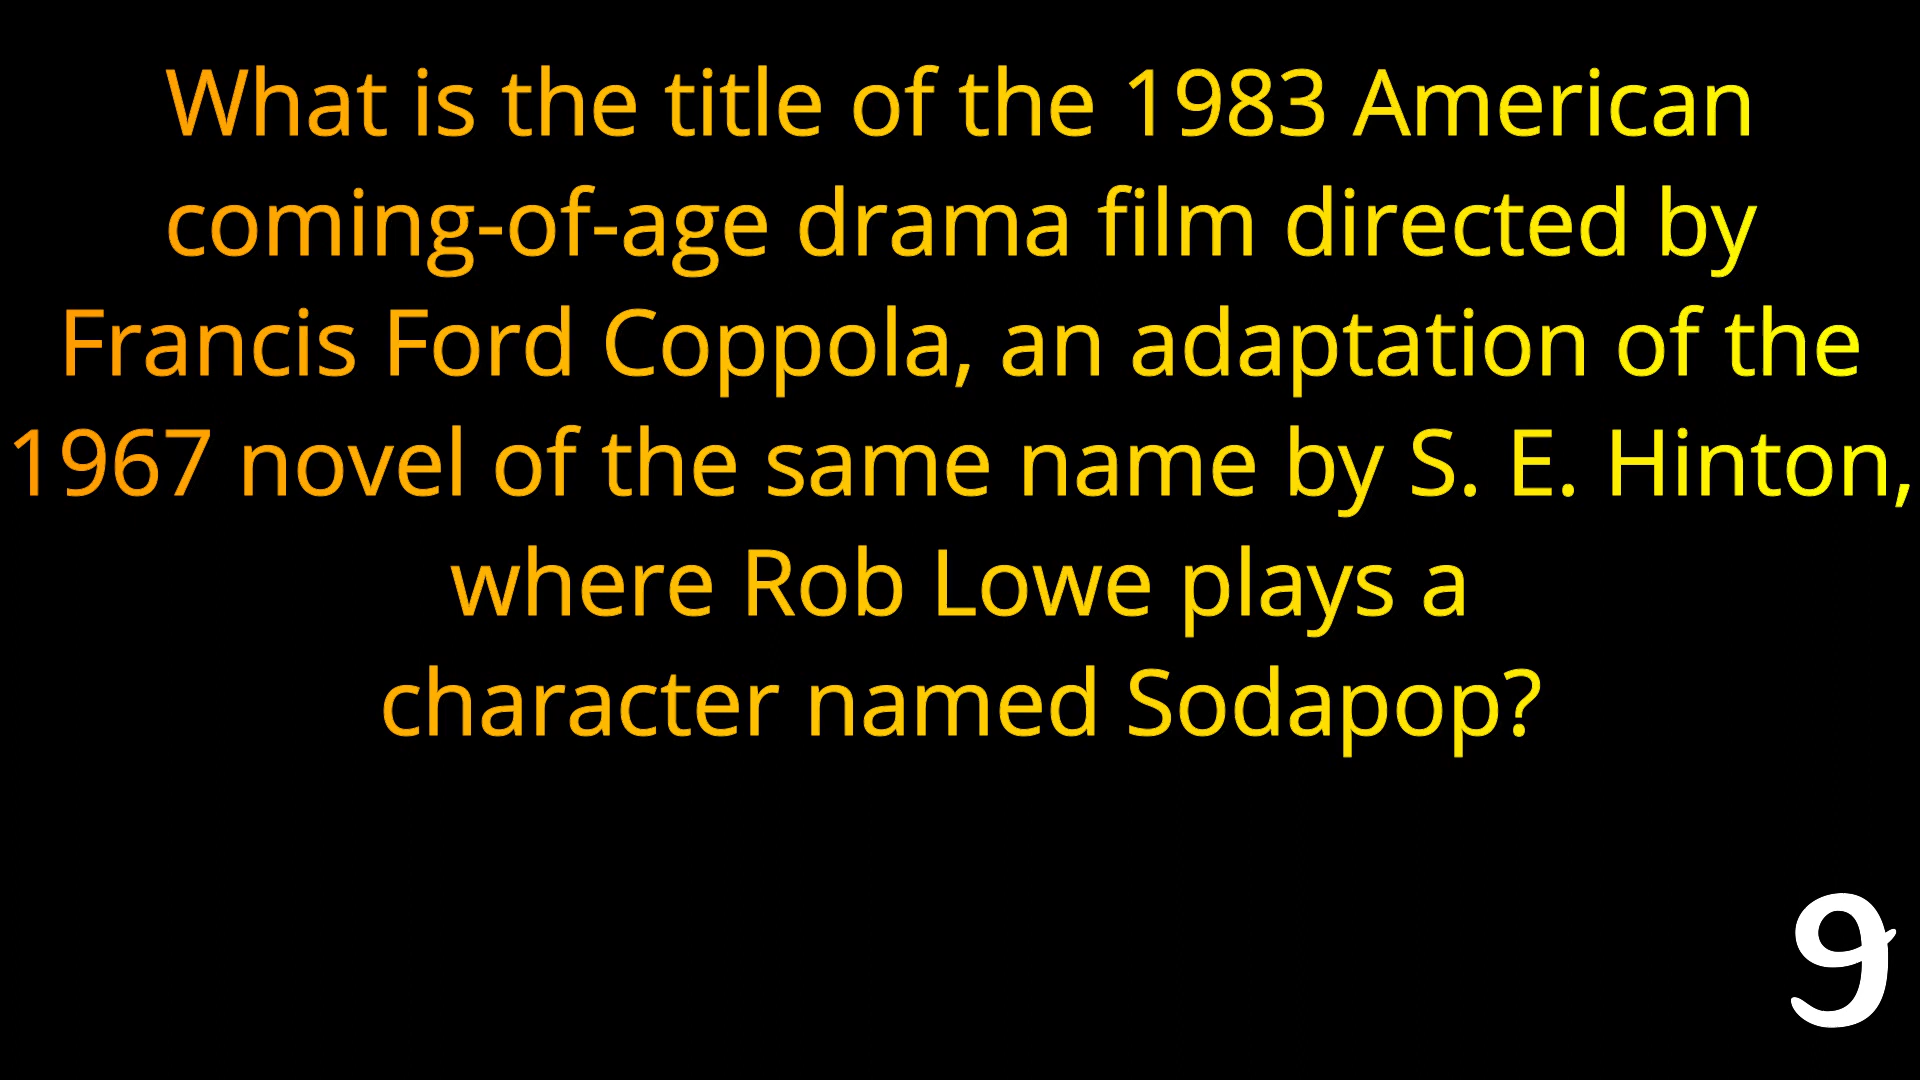 What is the title of the 1983 American
coming-of-age drama film directed by
Francis Ford Coppola, an adaptation of the
1967 novel of the same name by S. E. Hinton,
where Rob Lowe plays a
character named Sodapop?
9